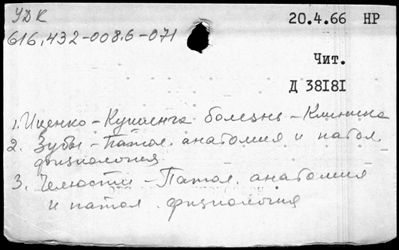 УДК
20.4.66 НР
616,432-008.6-071
Чит.
Д 38181
1. Иценко-Кушинга болезнь - Клиника
2. Зубы - Патол. анатомия и патол.
физиология
3. Челюсти - Патол. анатомия
и патол. физиология